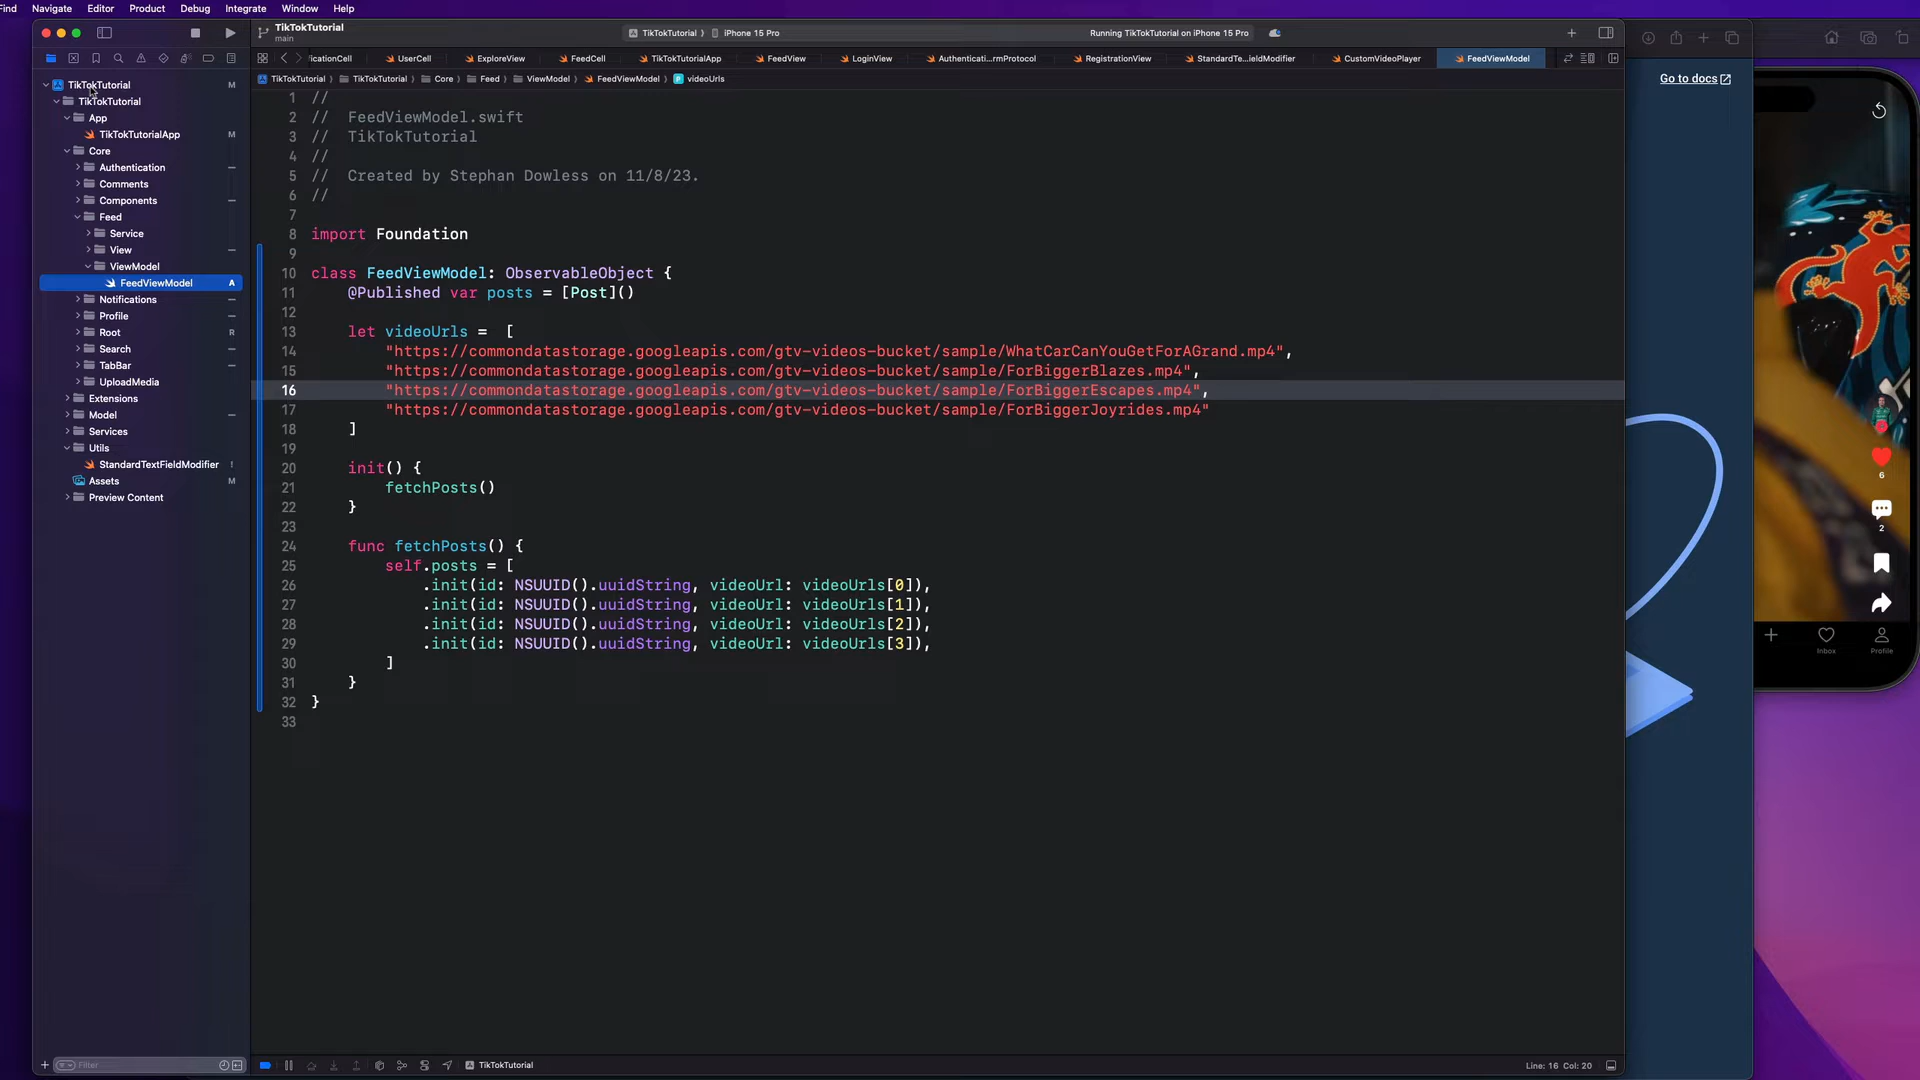 Find Navigate Editor Product Debug Integrate Window Help
TikTokTutorial
main
TikTokTutorial 〉 iPhone 15 Pro
Running TikTokTutorial on iPhone 15 Pro
ficationCell UserCell ExploreView FeedCell TikTokTutorialApp FeedView LoginView Authenticati...rmProtocol RegistrationView StandardTe...ieldModifier CustomVideoPlayer FeedViewModel
TikTokTutorial 〉 TikTokTutorial 〉 Core 〉 Feed 〉 ViewModel 〉 FeedViewModel 〉 P videoUrls
TikTokTutorial M
TikTokTutorial
App
TikTokTutorialApp M
Core
Authentication
Comments
Components
Feed
Service
View
ViewModel
FeedViewModel A
Notifications
Profile
Root R
Search
TabBar
UploadMedia
Extensions
Model
Services
Utils
StandardTextFieldModifier
Assets M
Preview Content
Filter
1 //
2 // FeedViewModel.swift
3 // TikTokTutorial
4 //
5 // Created by Stephan Dowless on 11/8/23.
6 //
7
8 import Foundation
9
10 class FeedViewModel: ObservableObject {
11 @Published var posts = [Post]()
12
13 let videoUrls = [
14 "https://commondatastorage.googleapis.com/gtv-videos-bucket/sample/WhatCarCanYouGetForAGrand.mp4",
15 "https://commondatastorage.googleapis.com/gtv-videos-bucket/sample/ForBiggerBlazes.mp4",
16 "https://commondatastorage.googleapis.com/gtv-videos-bucket/sample/ForBiggerEscapes.mp4",
17 "https://commondatastorage.googleapis.com/gtv-videos-bucket/sample/ForBiggerJoyrides.mp4"
18 ]
19
20 init() {
21 fetchPosts()
22 }
23
24 func fetchPosts() {
25 self.posts = [
26 .init(id: NSUUID().uuidString, videoUrl: videoUrls[0]),
27 .init(id: NSUUID().uuidString, videoUrl: videoUrls[1]),
28 .init(id: NSUUID().uuidString, videoUrl: videoUrls[2]),
29 .init(id: NSUUID().uuidString, videoUrl: videoUrls[3]),
30 ]
31 }
32 }
33
TikTokTutorial
Line: 16 Col: 20
Go to docs
6
2
Inbox
Profile